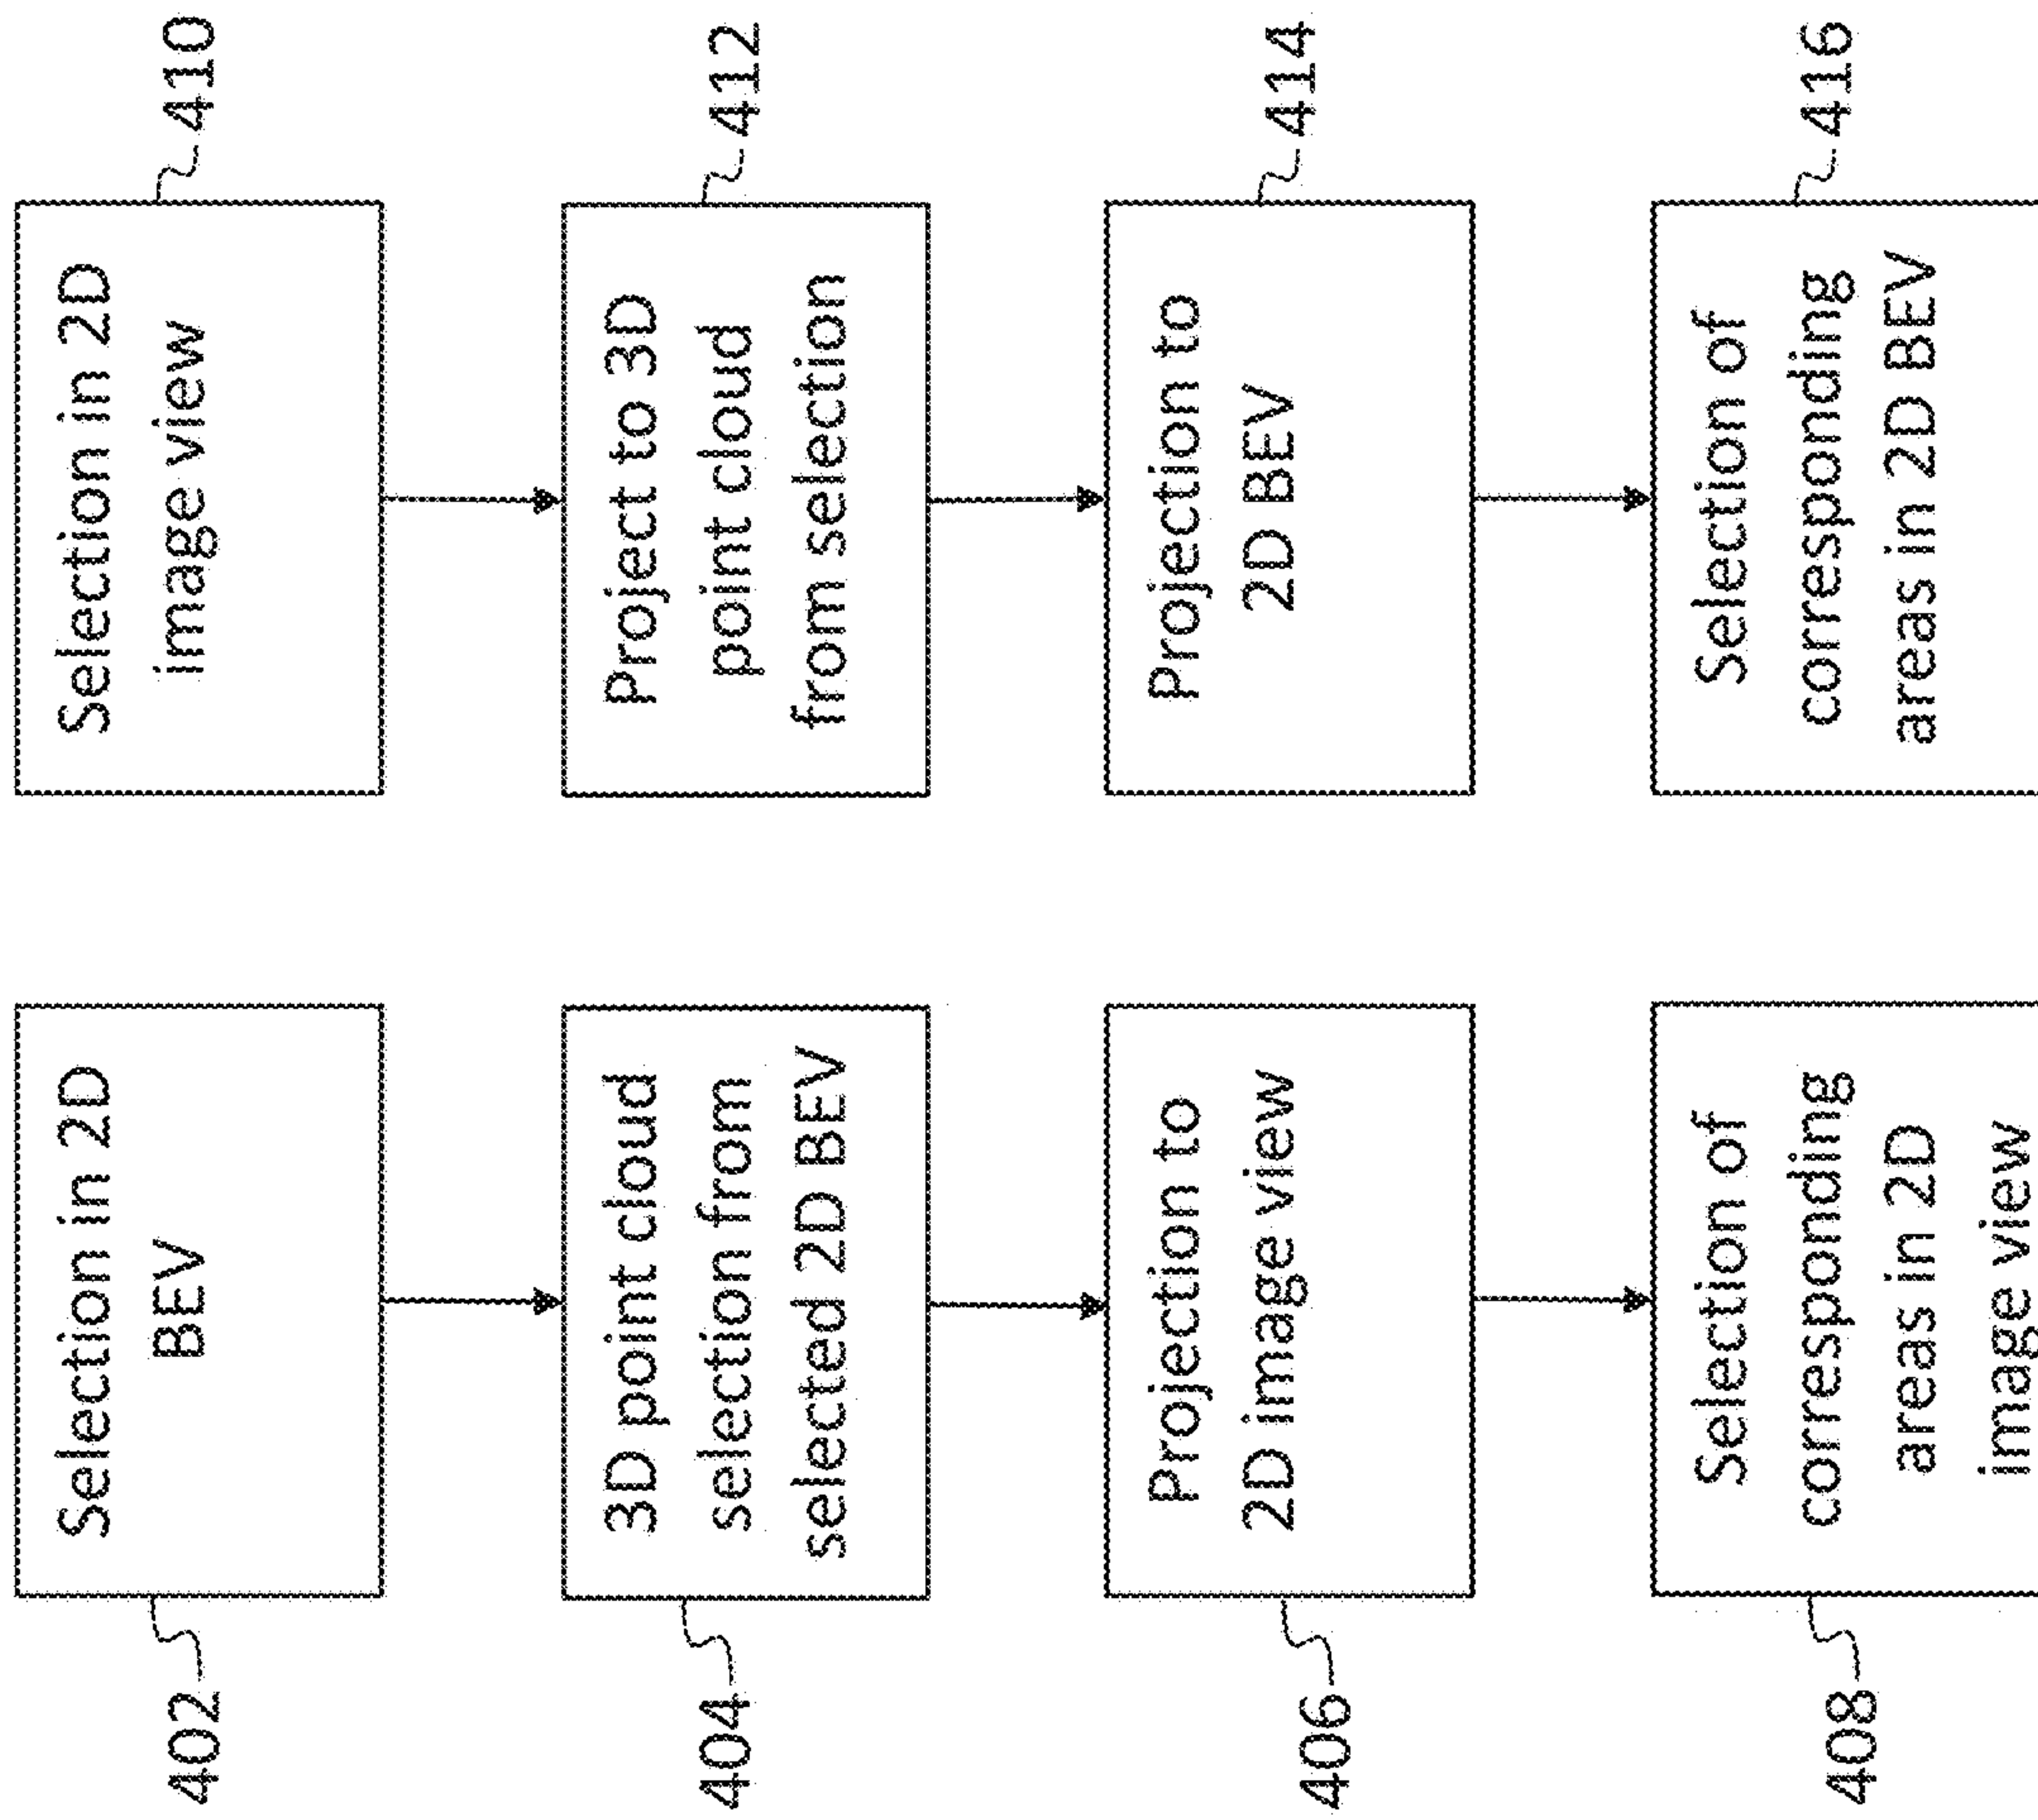 402
Selection in 2D
BEV
404
3D point cloud
selection from
selected 2D BEV
406
Projection to
2D image view
408
Selection of
corresponding
areas in 2D
image view
410
Selection in 2D
image view
412
Project to 3D
point cloud
from selection
414
Projection to
2D BEV
416
Selection of
corresponding
areas in 2D BEV